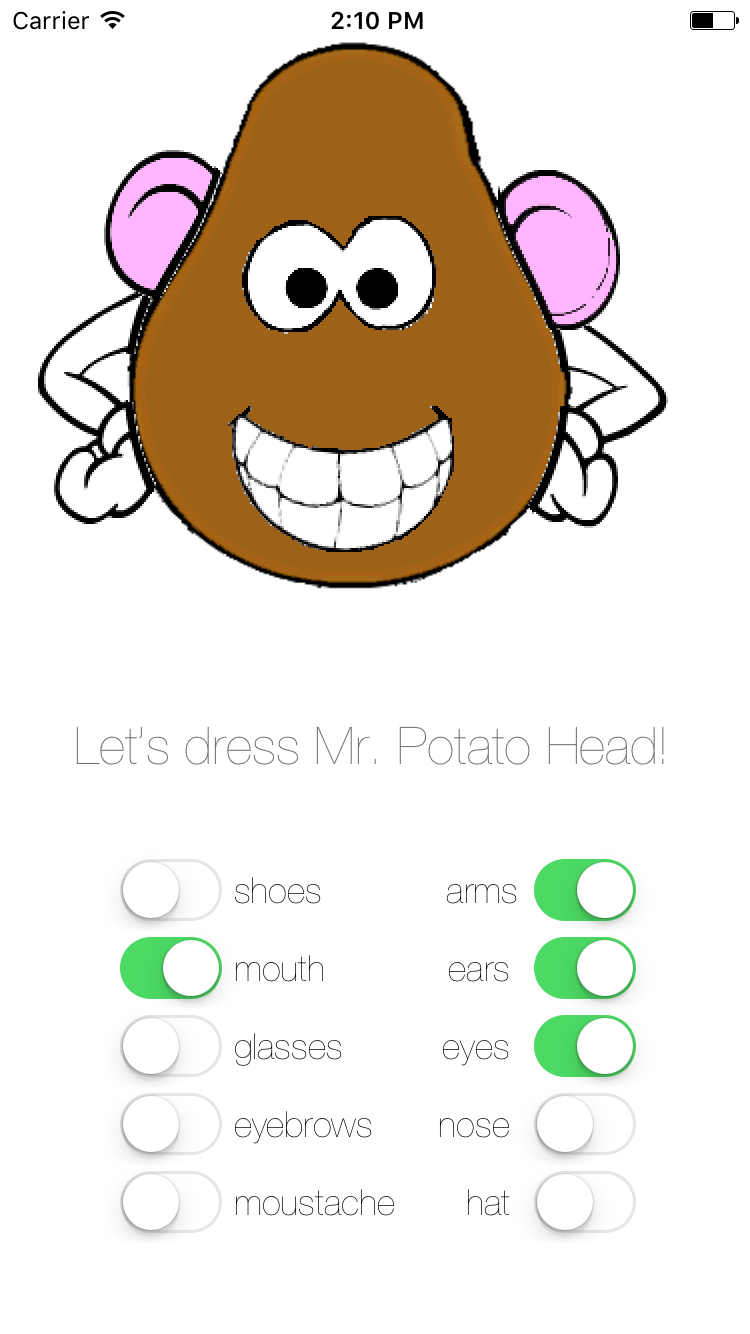 Carrier 2:10 PM
Let's dress Mr. Potato Head!
shoes arms
mouth ears
glasses eyes
eyebrows nose
moustache hat